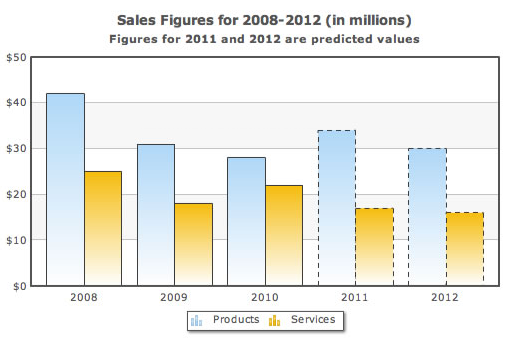 Sales Figures for 2008-2012 (in millions)
Figures for 2011 and 2012 are predicted values
$50
$40
$30
$20
$10
$0
2008 2009 2010 2011 2012
Products Services